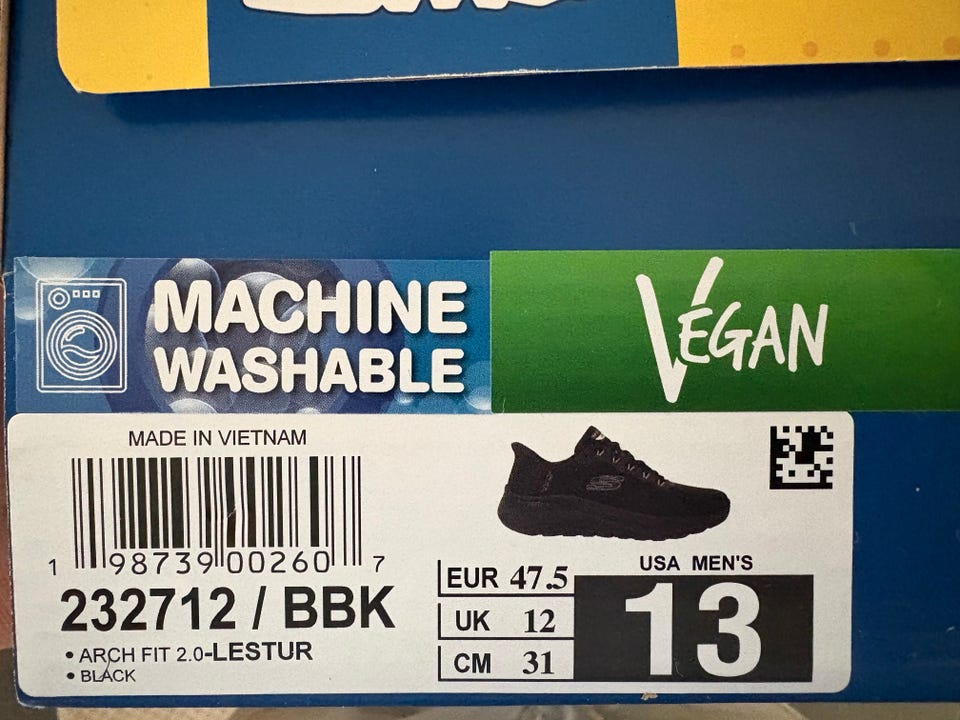 MACHINE
WASHABLE
VEGAN
MADE IN VIETNAM
1 98739 00260 7
232712 / BBK
• ARCH FIT 2.0-LESTUR
• BLACK
EUR 47.5
UK 12
CM 31
USA MEN'S
13